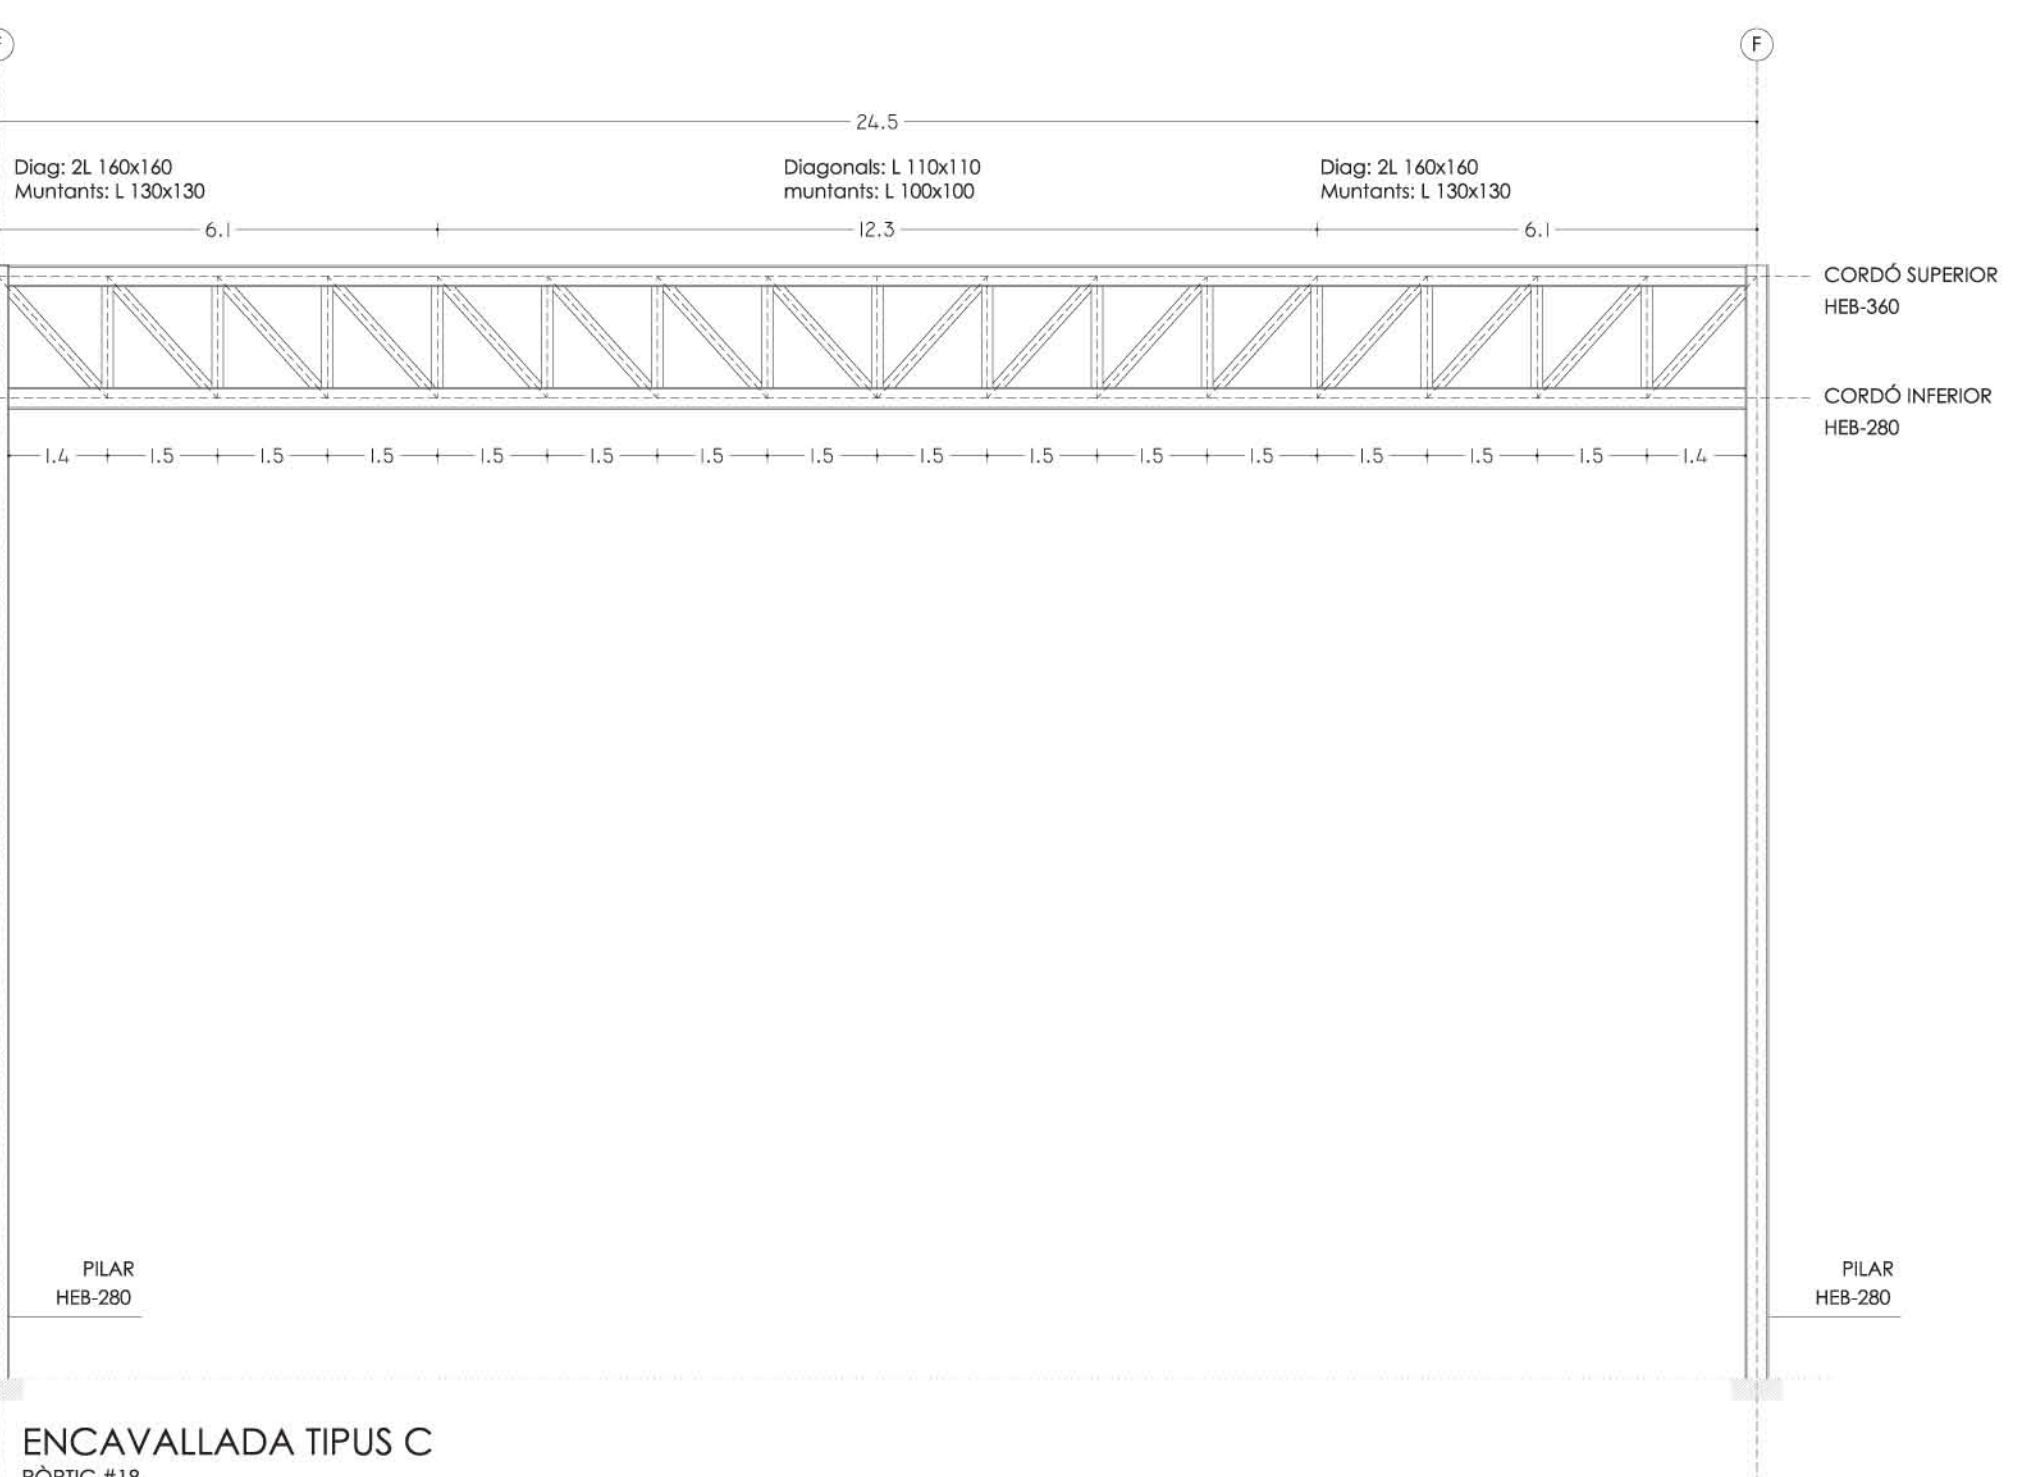 F
24.5
Diag: 2L 160x160
Muntants: L 130x130
Diagonals: L 110x110
muntants: L 100x100
Diag: 2L 160x160
Muntants: L 130x130
6.1 12.3 6.1
CORDÓ SUPERIOR
HEB-360
CORDÓ INFERIOR
HEB-280
1.4 1.5 1.5 1.5 1.5 1.5 1.5 1.5 1.5 1.5 1.5 1.5 1.5 1.5 1.5 1.4
PILAR
HEB-280
PILAR
HEB-280
ENCAVALLADA TIPUS C
PÒRTIC